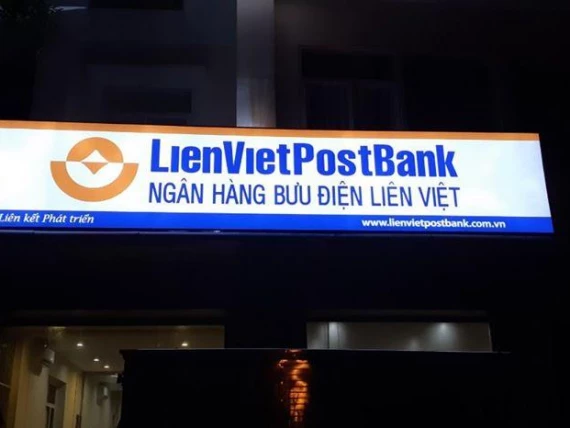 LienVietPostBank
NGÂN HÀNG BƯU ĐIỆN LIÊN VIỆT
Liên kết Phát triển
www.lienvietpostbank.com.vn